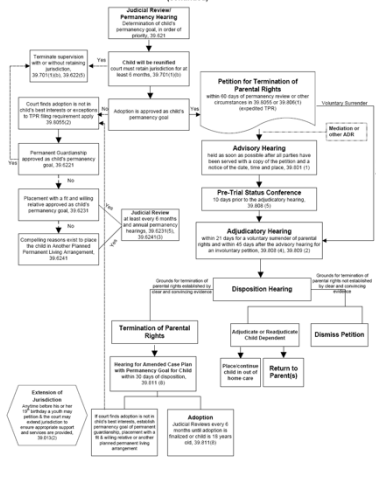 Judicial Review/
Permanency Hearing
Determination of child's
permanency goal, in order of
priority, 39.621
Terminate supervision
with or without retaining
jurisdiction,
39.701(1)(b), 39.622(5)
Yes
Child will be reunified
court must retain jurisdiction for at
least 6 months, 39.701(1)(b)
No
Petition for Termination of
Parental Rights
within 60 days of permanency review or other
circumstances in 39.8055 or 39.806(1)
(expedited TPR)
Voluntary Surrender
Court finds adoption is not in
child's best interests or exceptions
to TPR filing requirement apply
39.8055(2)
No
Adoption is approved as child's
permanency goal
Yes
Mediation or
other ADR
Permanent Guardianship
approved as child's permanency
goal, 39.6221
Yes
No
Advisory Hearing
held as soon as possible after all parties have
been served with a copy of the petition and a
notice of the date, time and place, 39.801 (1)
Placement with a fit and willing
relative approved as child's
permanency goal, 39.6231
Yes
No
Judicial Review
at least every 6 months
and annual permanency
hearings, 39.6231(5),
39.6241(3)
Pre-Trial Status Conference
10 days prior to the adjudicatory hearing,
39.808 (5)
Compelling reasons exist to place
the child in Another Planned
Permanent Living Arrangement,
39.6241
Yes
Adjudicatory Hearing
within 21 days for a voluntary surrender of parental
rights and within 45 days after the advisory hearing for
an involuntary petition, 39.808 (4), 39.809 (2)
Grounds for termination of
parental rights established by
clear and convincing evidence
Disposition Hearing
Grounds for termination of
parental rights not established
by clear and convincing
evidence
Termination of Parental
Rights
Adjudicate or Readjudicate
Child Dependent
Dismiss Petition
Hearing for Amended Case Plan
with Permanency Goal for Child
within 30 days of disposition,
39.811 (8)
Place/continue
child in out of
home care
Return to
Parent(s)
Extension of
Jurisdiction
Anytime before his or her
18th birthday a youth may
petition & the court may
extend jurisdiction to
ensure appropriate support
and services are provided,
39.013(2)
If court finds adoption is not in
child's best interests, establish
permanency goal of permanent
guardianship, placement with a
fit & willing relative or another
planned permanent living
arrangement
Adoption
Judicial Reviews every 6
months until adoption is
finalized or child is 18 years
old, 39.811(9)